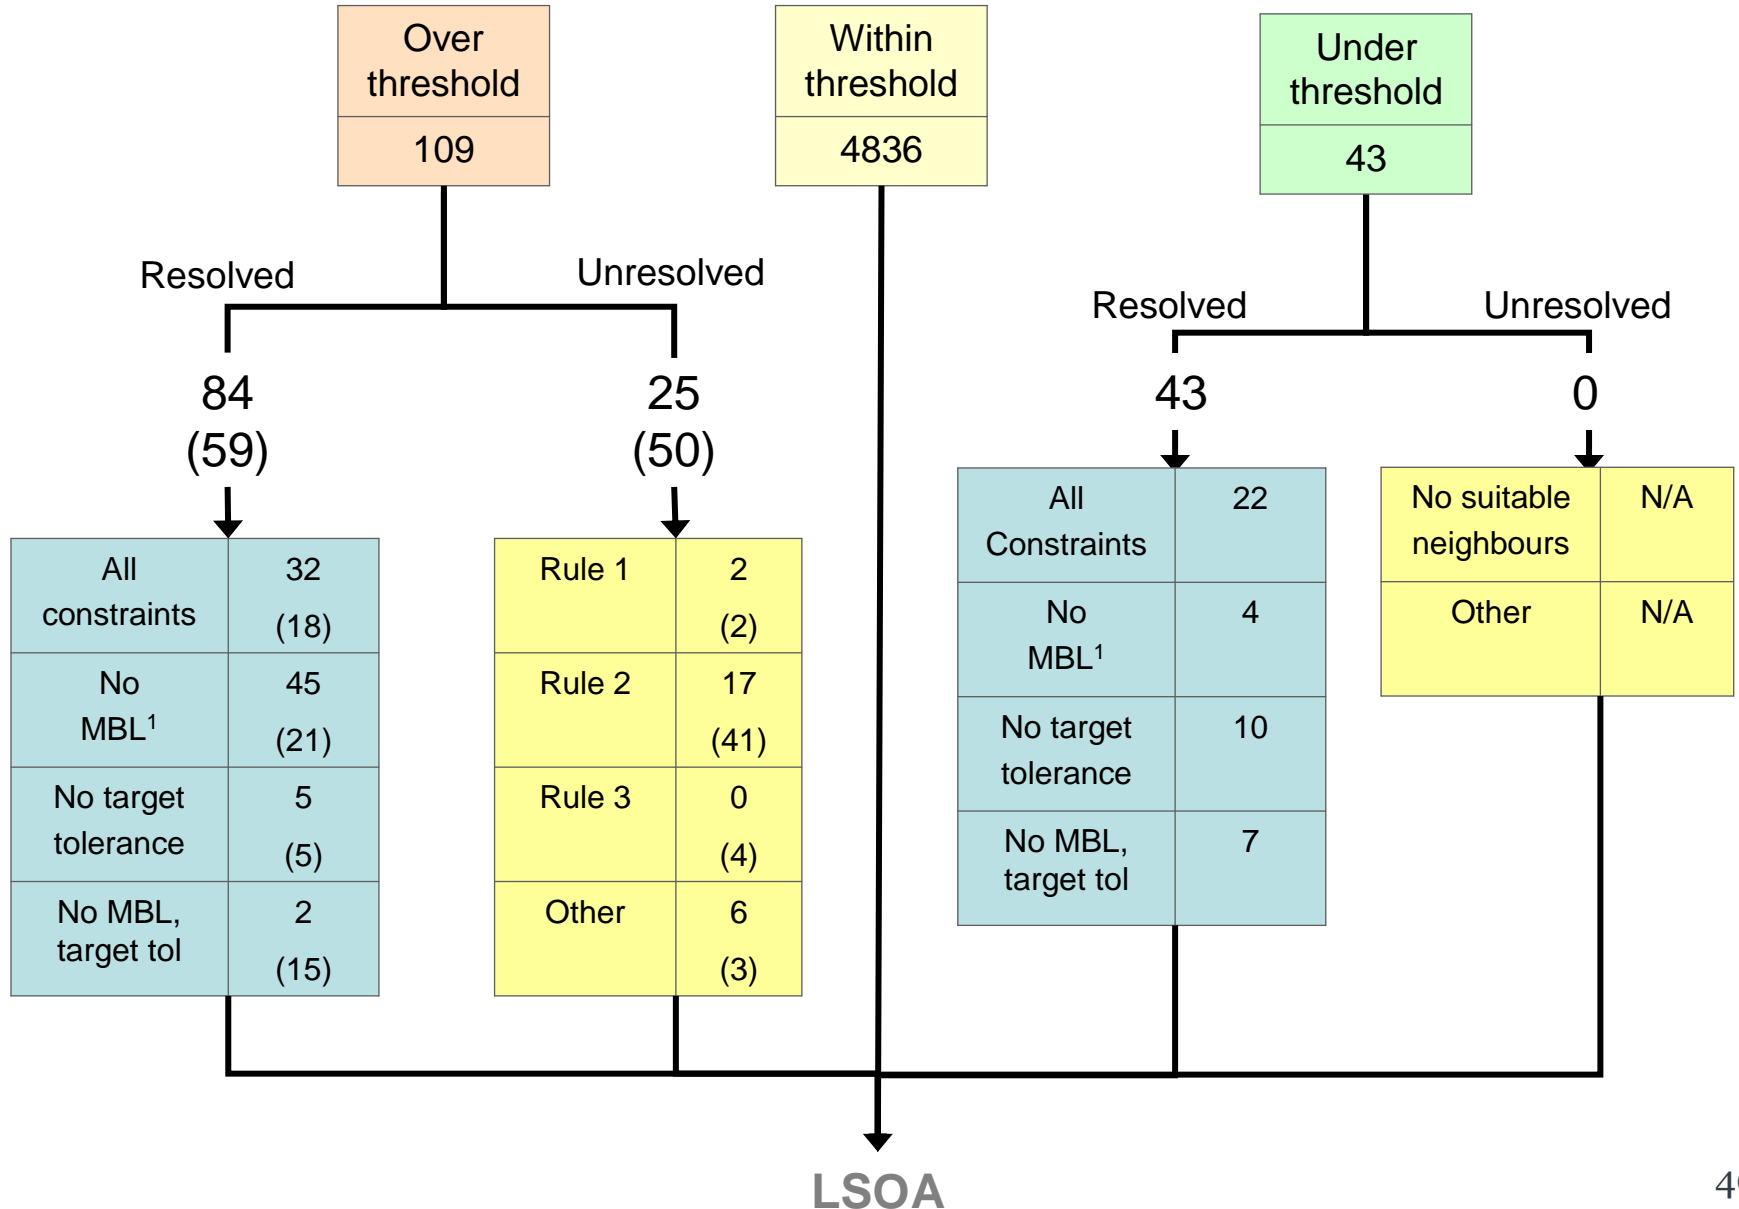 Over
threshold
109
Within
threshold
4836
Under
threshold
43
Resolved
Unresolved
84
(59)
25
(50)
Resolved
Unresolved
43
0
All
constraints
32
(18)
No
MBL¹
45
(21)
No target
tolerance
5
(5)
No MBL,
target tol
2
(15)
Rule 1
2
(2)
Rule 2
17
(41)
Rule 3
0
(4)
Other
6
(3)
All
Constraints
22
No
MBL¹
4
No target
tolerance
10
No MBL,
target tol
7
No suitable
neighbours
N/A
Other
N/A
LSOA